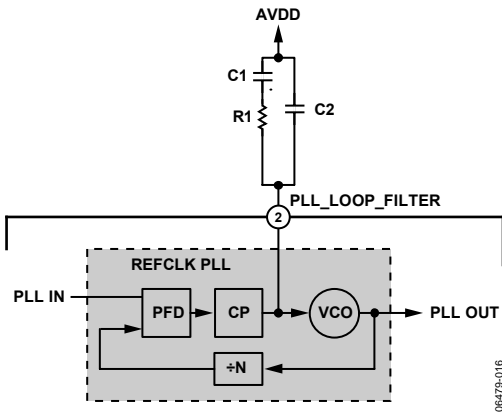 AVDD
C1
R1
C2
PLL_LOOP_FILTER
2
REFCLK PLL
PLL IN
PFD
CP
VCO
PLL OUT
÷N
06479-016